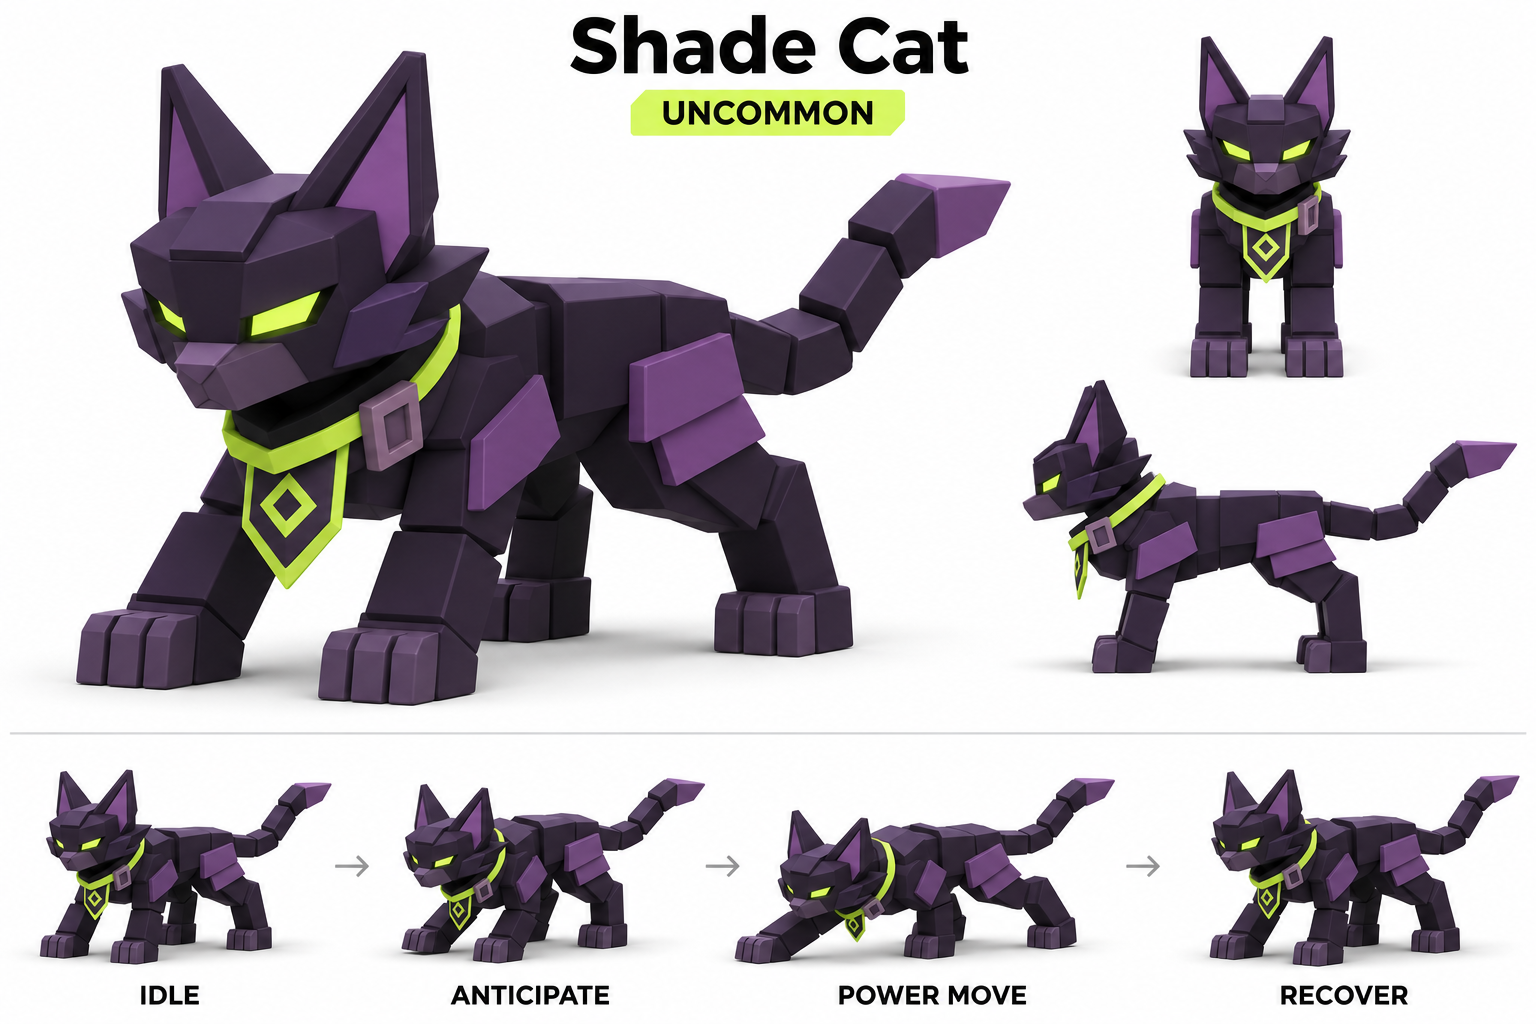 Shade Cat
UNCOMMON
IDLE
ANTICIPATE
POWER MOVE
RECOVER